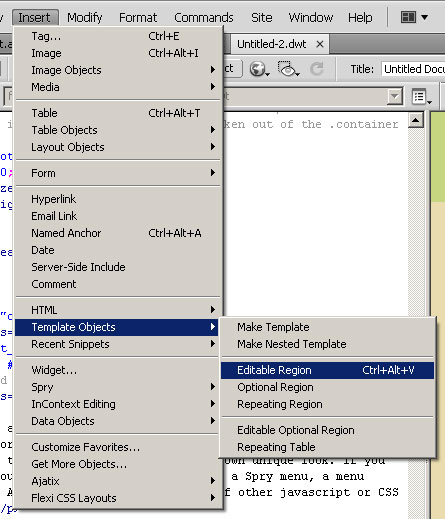 Insert Modify Format Commands Site Window Help
Untitled-2.dwt
Title: Untitled Docu
Tag... Ctrl+E
Image Ctrl+Alt+I
Image Objects
Media
Table Ctrl+Alt+T
Table Objects
Layout Objects
Form
Hyperlink
Email Link
Named Anchor Ctrl+Alt+A
Date
Server-Side Include
Comment
HTML
Template Objects
Recent Snippets
Widget...
Spry
InContext Editing
Data Objects
Customize Favorites...
Get More Objects...
Ajatix
Flexi CSS Layouts
Make Template
Make Nested Template
Editable Region Ctrl+Alt+V
Optional Region
Repeating Region
Editable Optional Region
Repeating Table
ken out of the .container
own unique look. If you
a Spry menu, a menu
f other javascript or CSS